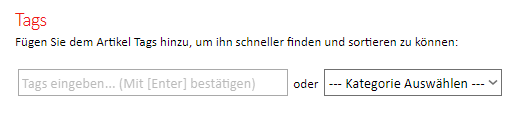 Tags
Fügen Sie dem Artikel Tags hinzu, um ihn schneller finden und sortieren zu können:
Tags eingeben... (Mit [Enter] bestätigen) oder --- Kategorie Auswählen ---